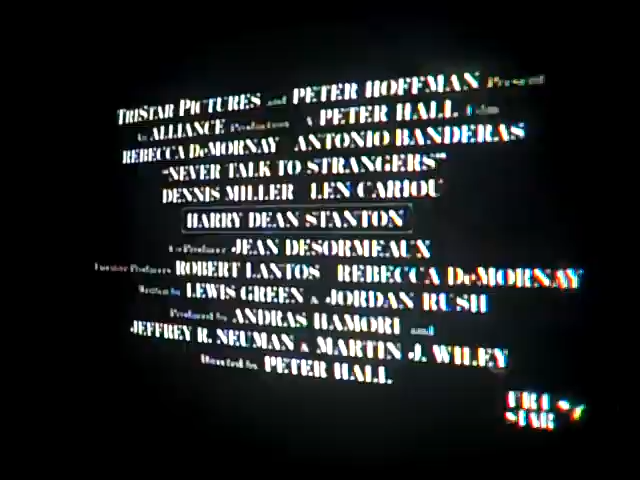 TRISTAR PICTURES and PETER HOFFMAN Present
An ALLIANCE Production A PETER HALL Film
REBECCA DeMORNAY ANTONIO BANDERAS
"NEVER TALK TO STRANGERS"
DENNIS MILLER LEN CARIOU
HARRY DEAN STANTON
Co-Producer JEAN DESORMEAUX
Executive Producers ROBERT LANTOS REBECCA DeMORNAY
Written by LEWIS GREEN & JORDAN RUSH
Produced by ANDRAS HAMORI and
JEFFREY R. NEUMAN & MARTIN J. WILEY
Directed by PETER HALL
TRI
STAR